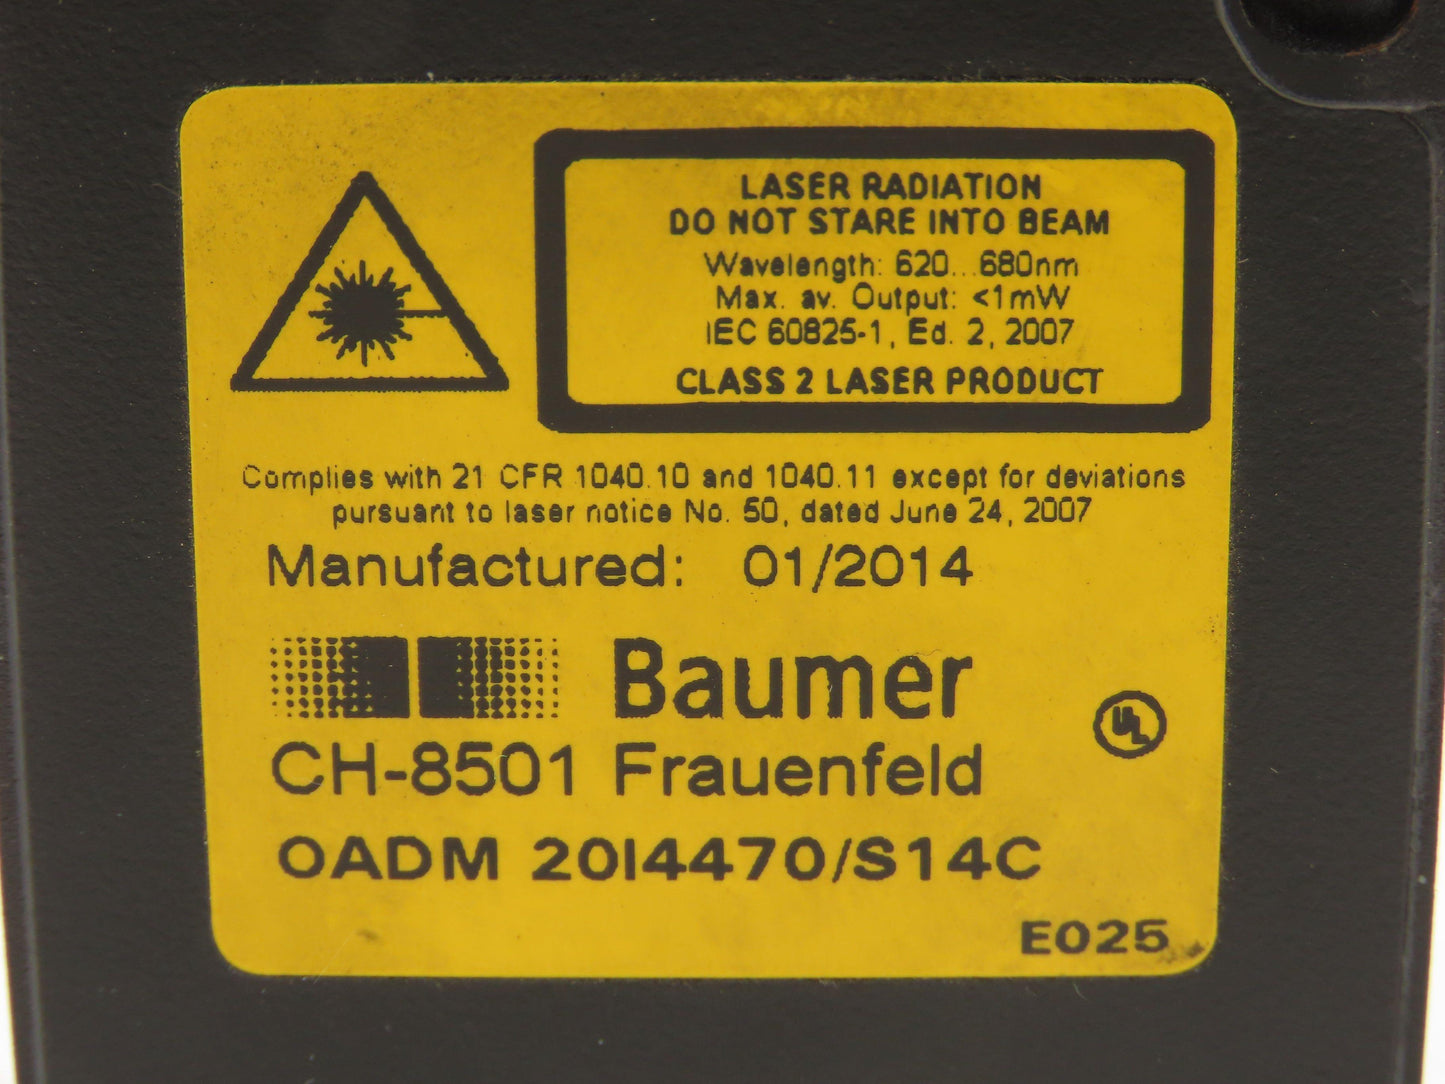 LASER RADIATION
DO NOT STARE INTO BEAM
Wavelength: 620...680nm
Max. av. Output: <1mW
IEC 60825-1, Ed. 2, 2007
CLASS 2 LASER PRODUCT
Complies with 21 CFR 1040.10 and 1040.11 except for deviations
pursuant to laser notice No. 50, dated June 24, 2007
Manufactured: 01/2014
Baumer
UL
CH-8501 Frauenfeld
OADM 20I4470/S14C
E025